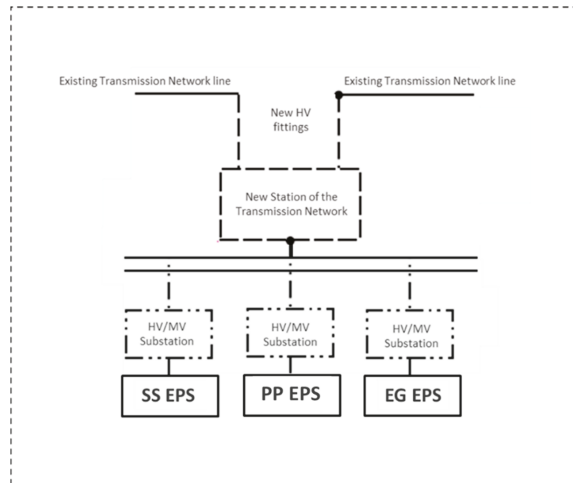 Existing Transmission Network line
Existing Transmission Network line
New HV
fittings
New Station of the
Transmission Network
HV/MV
Substation
HV/MV
Substation
HV/MV
Substation
SS EPS
PP EPS
EG EPS